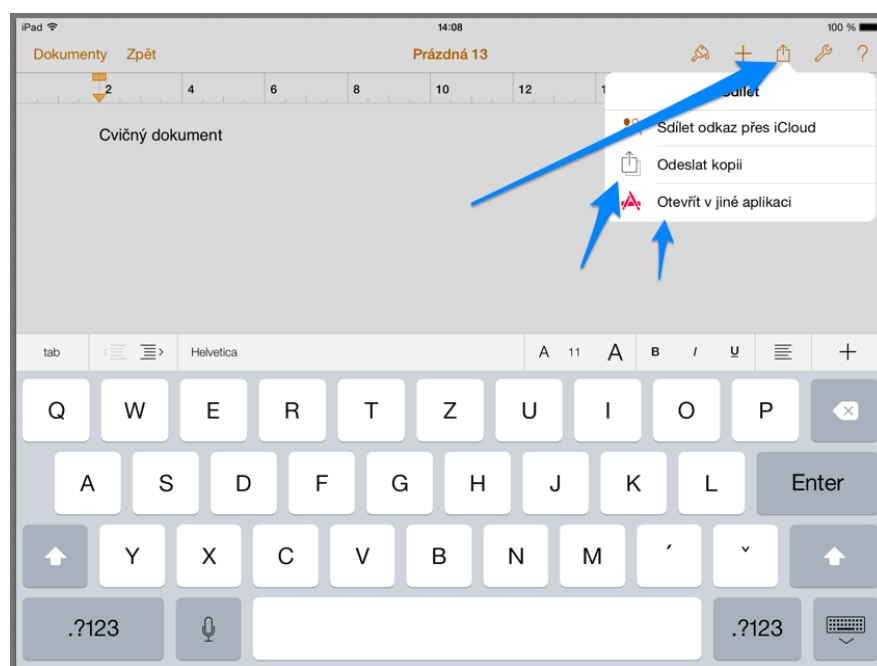 iPad 14:08 100 %
Dokumenty Zpět Prázdná 13
2 4 6 8 10 12 1
Sdílet
Cvičný dokument
Sdílet odkaz přes iCloud
Odeslat kopii
Otevřít v jiné aplikaci
tab Helvetica A 11 A B I U
Q W E R T Z U I O P
A S D F G H J K L Enter
Y X C V B N M ´ ˇ
.?123 .?123